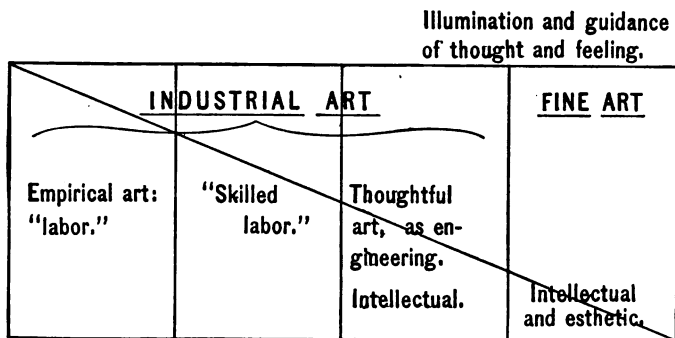 Illumination and guidance
of thought and feeling.
INDUSTRIAL ART
FINE ART
Empirical art:
"labor."
"Skilled
labor."
Thoughtful
art, as en-
gineering.
Intellectual.
Intellectual
and esthetic.